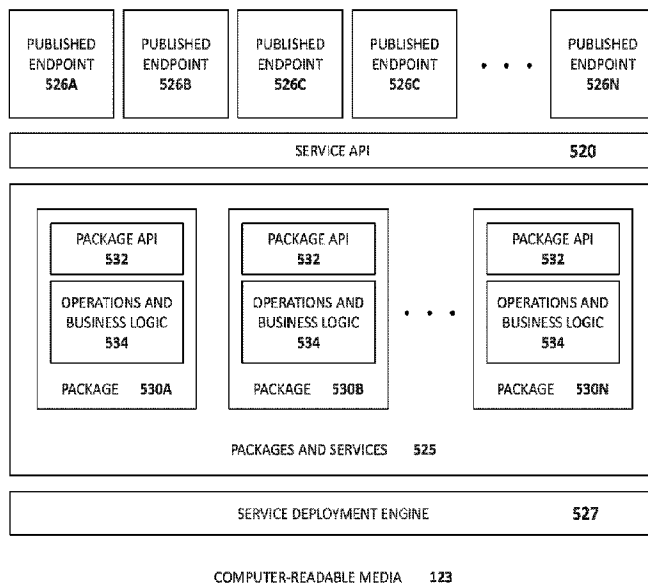 PUBLISHED ENDPOINT 526A
PUBLISHED ENDPOINT 526B
PUBLISHED ENDPOINT 526C
PUBLISHED ENDPOINT 526C
• • •
PUBLISHED ENDPOINT 526N
SERVICE API 520
PACKAGE API 532
OPERATIONS AND BUSINESS LOGIC 534
PACKAGE 530A
PACKAGE API 532
OPERATIONS AND BUSINESS LOGIC 534
PACKAGE 530B
• • •
PACKAGE API 532
OPERATIONS AND BUSINESS LOGIC 534
PACKAGE 530N
PACKAGES AND SERVICES 525
SERVICE DEPLOYMENT ENGINE 527
COMPUTER-READABLE MEDIA 123